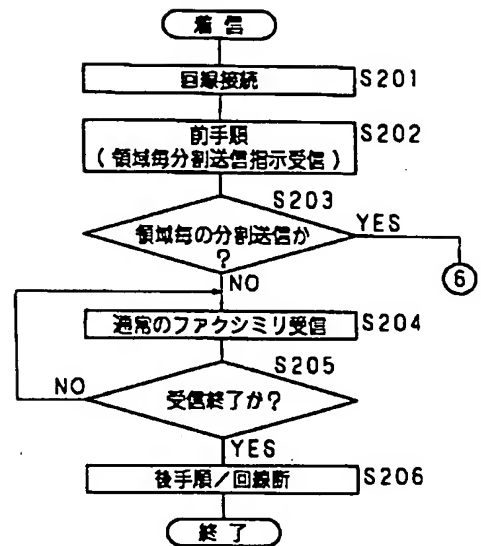 着信
回線接続 S201
前手順 S202
(領域毎分割送信指示受信)
S203
領域毎の分割送信か YES
?
6
NO
通常のファクシミリ受信 S204
S205
NO 受信終了か?
YES
後手順/回線断 S206
終了